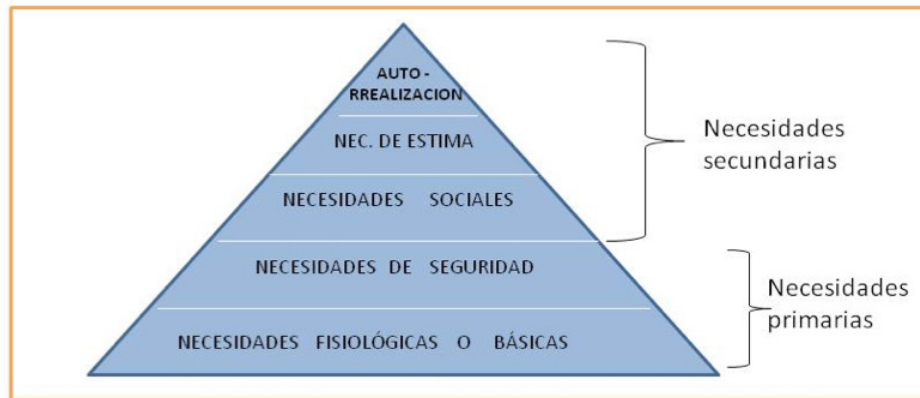 AUTO -
RREALIZACION
NEC. DE ESTIMA
NECESIDADES SOCIALES
NECESIDADES DE SEGURIDAD
NECESIDADES FISIOLÓGICAS O BÁSICAS
Necesidades
secundarias
Necesidades
primarias